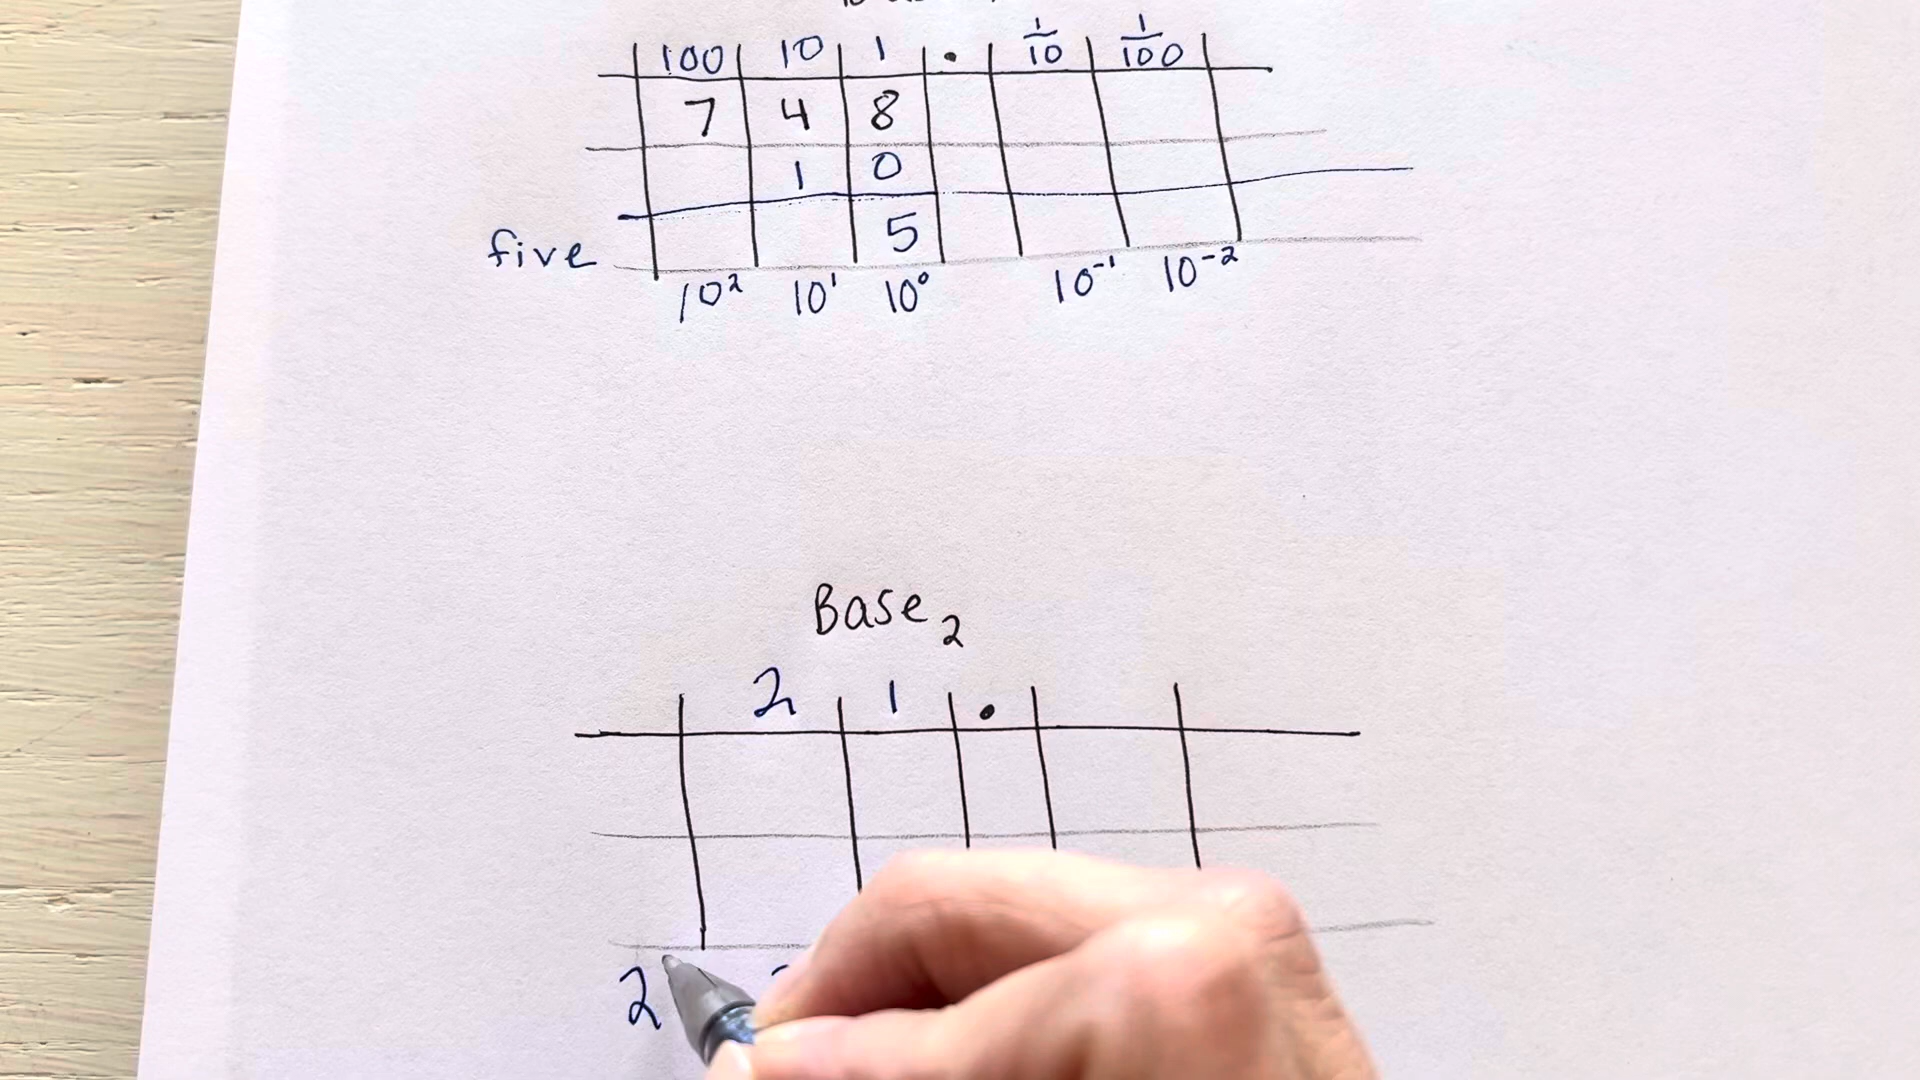 100 10 1 . 1/10 1/100
7 4 8
1 0
five 5
10² 10¹ 10⁰ 10⁻¹ 10⁻²
Base₂
2 1 .
2